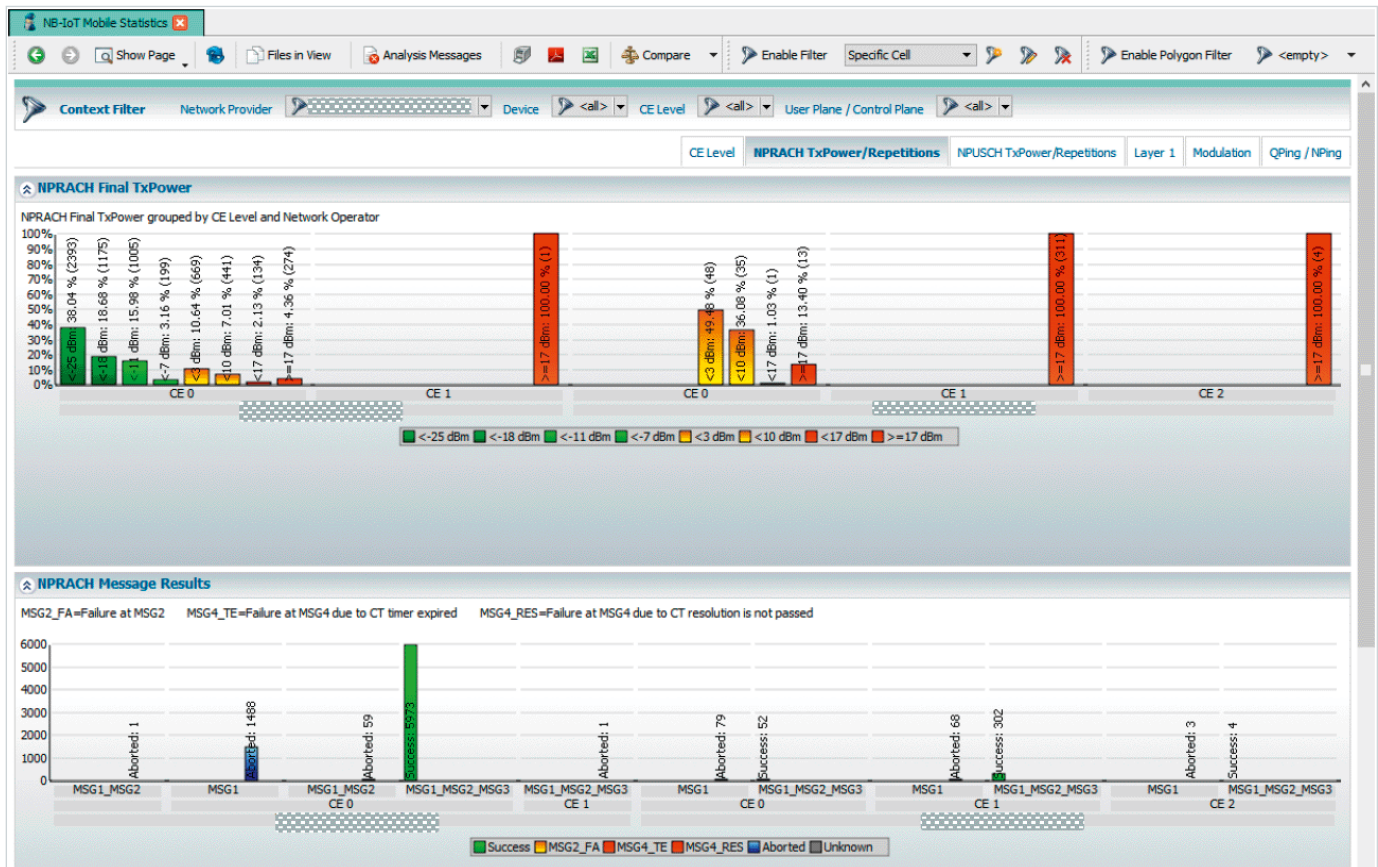 NB-IoT Mobile Statistics
Show Page Files in View Analysis Messages Compare Enable Filter Specific Cell Enable Polygon Filter <empty>
Context Filter Network Provider Device <all> CE Level <all> User Plane / Control Plane <all>
CE Level NPRACH TxPower/Repetitions NPUSCH TxPower/Repetitions Layer 1 Modulation QPing / NPing
NPRACH Final TxPower
NPRACH Final TxPower grouped by CE Level and Network Operator
100%
90%
80%
70%
60%
50%
40%
30%
20%
10%
0%
<-25 dBm: 38.04 % (2393)
<-18 dBm: 18.68 % (1175)
<-11 dBm: 15.98 % (1005)
<-7 dBm: 3.16 % (199)
<3 dBm: 10.64 % (669)
<10 dBm: 7.01 % (441)
<17 dBm: 2.13 % (134)
>=17 dBm: 4.36 % (274)
>=17 dBm: 100.00 % (1)
<3 dBm: 49.48 % (48)
<10 dBm: 36.08 % (35)
<17 dBm: 1.03 % (1)
>=17 dBm: 13.40 % (13)
>=17 dBm: 100.00 % (311)
>=17 dBm: 100.00 % (4)
CE 0 CE 1 CE 0 CE 1 CE 2
<-25 dBm <-18 dBm <-11 dBm <-7 dBm <3 dBm <10 dBm <17 dBm >=17 dBm
NPRACH Message Results
MSG2_FA=Failure at MSG2 MSG4_TE=Failure at MSG4 due to CT timer expired MSG4_RES=Failure at MSG4 due to CT resolution is not passed
6000
5000
4000
3000
2000
1000
0
Aborted: 1
Aborted: 1488
Aborted: 59
Success: 5973
Aborted: 1
Aborted: 79
Success: 52
Aborted: 68
Success: 302
Aborted: 3
Success: 4
MSG1_MSG2 MSG1 MSG1_MSG2 MSG1_MSG2_MSG3 MSG1_MSG2_MSG3 MSG1 MSG1_MSG2_MSG3 MSG1 MSG1_MSG2_MSG3 MSG1 MSG1_MSG2_MSG3
CE 0 CE 1 CE 0 CE 1 CE 2
Success MSG2_FA MSG4_TE MSG4_RES Aborted Unknown